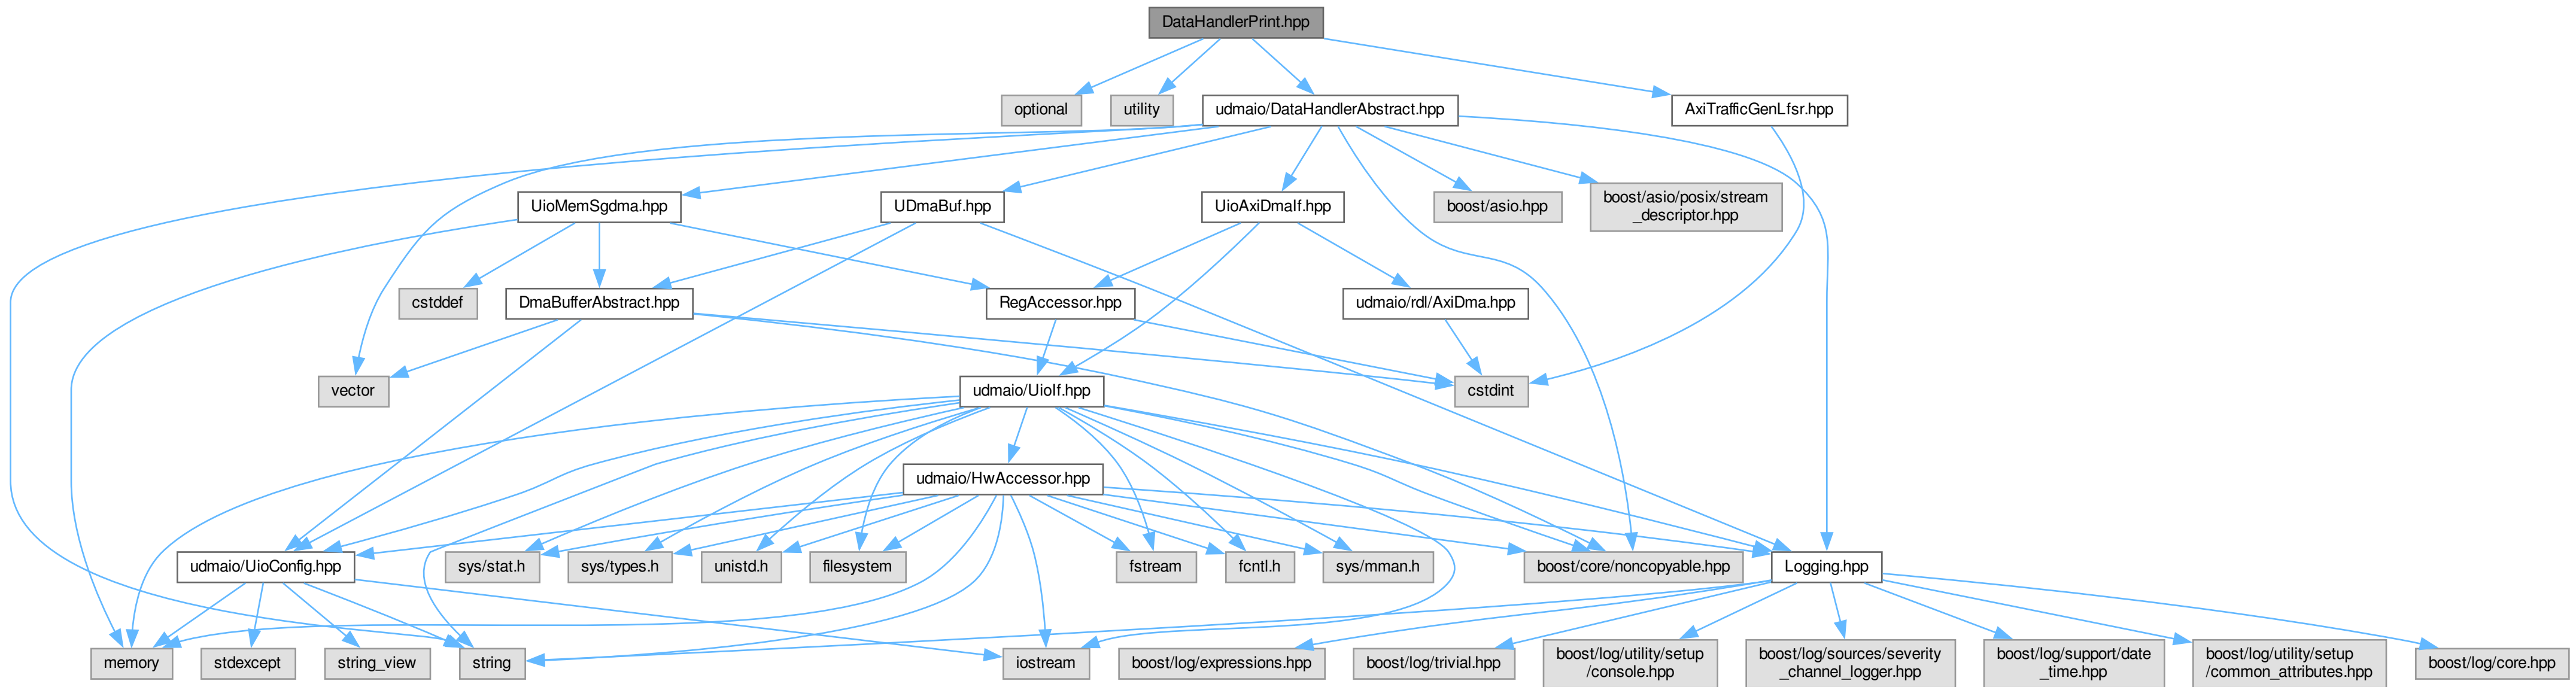 DataHandlerPrint.hpp
optional
utility
udmaio/DataHandlerAbstract.hpp
AxiTrafficGenLfsr.hpp
UioMemSgdma.hpp
UDmaBuf.hpp
UioAxiDmaIf.hpp
boost/asio.hpp
boost/asio/posix/stream
_descriptor.hpp
cstddef
DmaBufferAbstract.hpp
RegAccessor.hpp
udmaio/rdl/AxiDma.hpp
vector
udmaio/UioIf.hpp
cstdint
udmaio/HwAccessor.hpp
udmaio/UioConfig.hpp
sys/stat.h
sys/types.h
unistd.h
filesystem
fstream
fcntl.h
sys/mman.h
boost/core/noncopyable.hpp
Logging.hpp
memory
stdexcept
string_view
string
iostream
boost/log/expressions.hpp
boost/log/trivial.hpp
boost/log/utility/setup
/console.hpp
boost/log/sources/severity
_channel_logger.hpp
boost/log/support/date
_time.hpp
boost/log/utility/setup
/common_attributes.hpp
boost/log/core.hpp